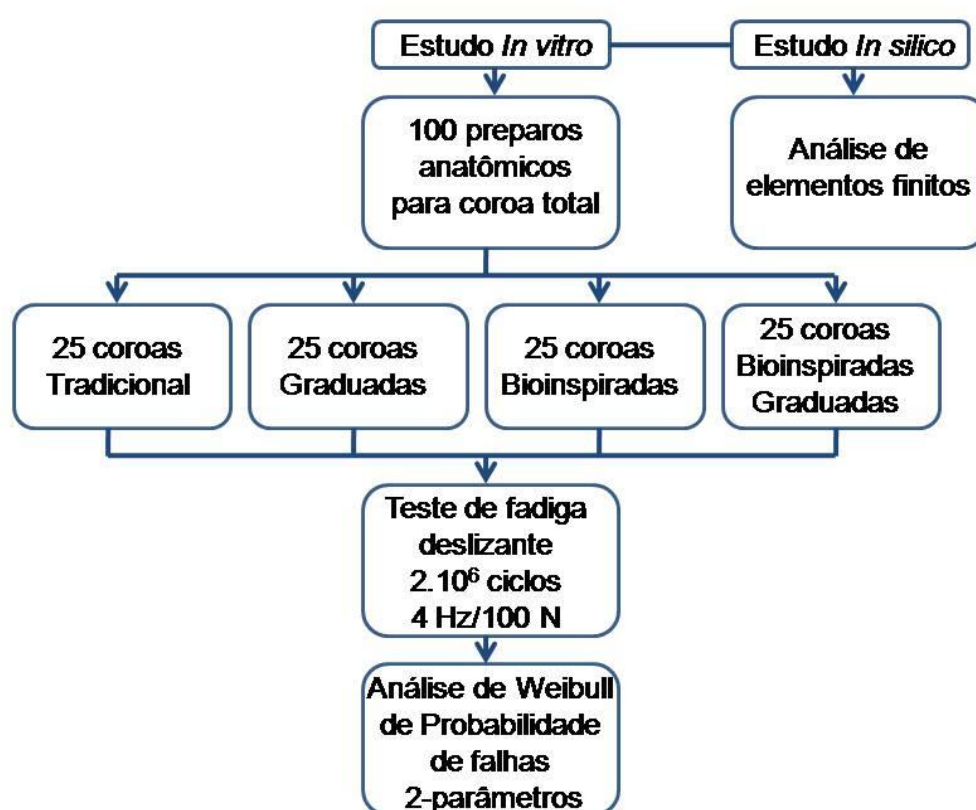 Estudo In vitro
Estudo In silico
100 preparos
anatômicos
para coroa total
Análise de
elementos finitos
25 coroas
Tradicional
25 coroas
Graduadas
25 coroas
Bioinspiradas
25 coroas
Bioinspiradas
Graduadas
Teste de fadiga
deslizante
2.10⁶ ciclos
4 Hz/100 N
Análise de Weibull
de Probabilidade
de falhas
2-parâmetros